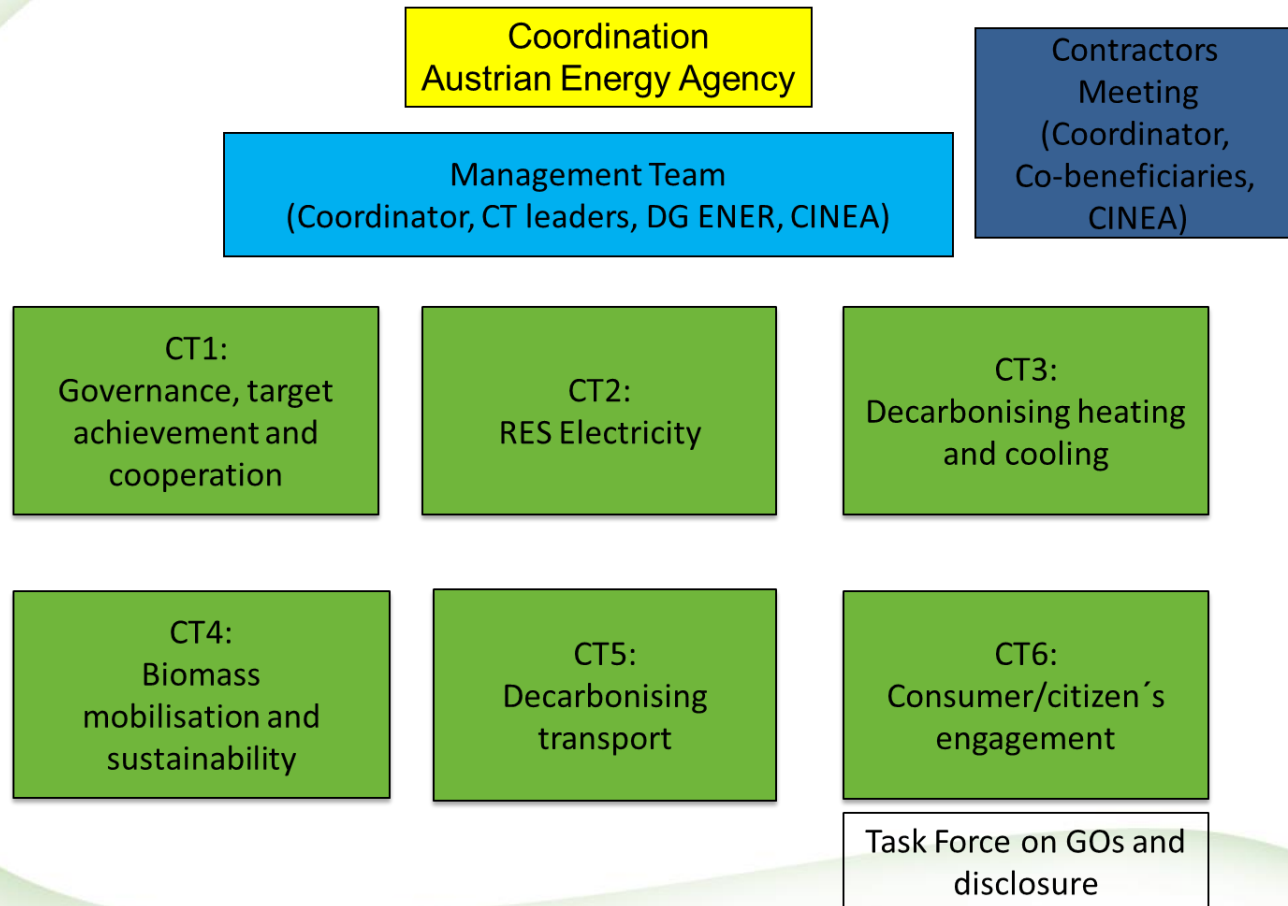 Coordination
Austrian Energy Agency
Contractors
Meeting
(Coordinator,
Co-beneficiaries,
CINEA)
Management Team
(Coordinator, CT leaders, DG ENER, CINEA)
CT1:
Governance, target
achievement and
cooperation
CT2:
RES Electricity
CT3:
Decarbonising heating
and cooling
CT4:
Biomass
mobilisation and
sustainability
CT5:
Decarbonising
transport
CT6:
Consumer/citizen´s
engagement
Task Force on GOs and
disclosure